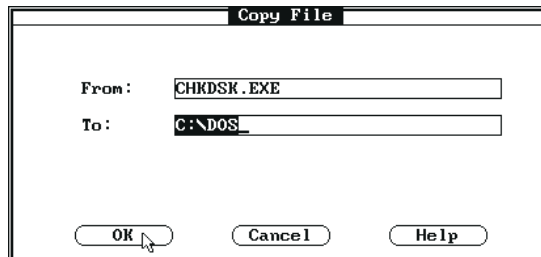 Copy File
From: CHKDSK.EXE
To: C:\DOS_
OK Cancel Help